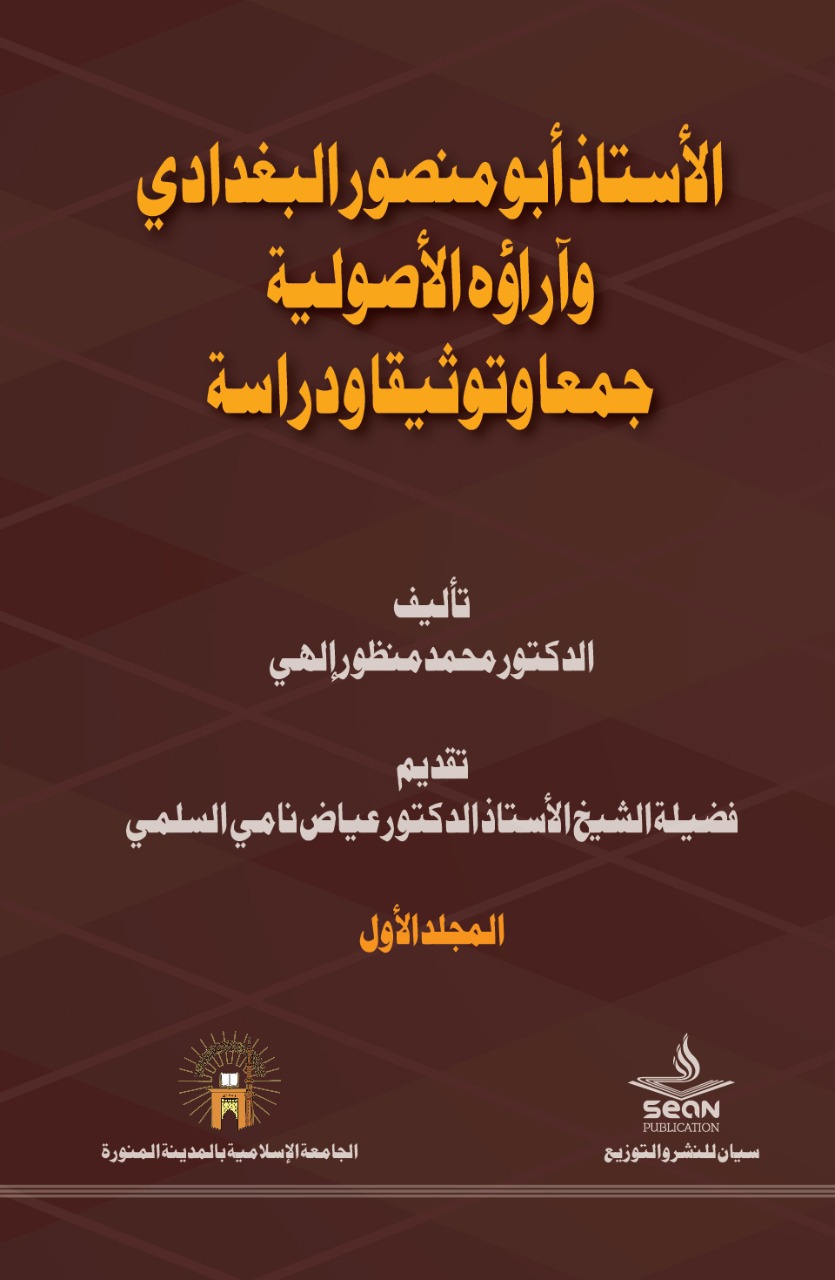 الأستاذ أبو منصور البغدادي
وآراؤه الأصولية
جمعا وتوثيقا ودراسة
تأليف
الدكتور محمد منظور إلهي
تقديم
فضيلة الشيخ الأستاذ الدكتور عياض نامي السلمي
المجلد الأول
sean
PUBLICATION
سيان للنشر والتوزيع
الجامعة الإسلامية بالمدينة المنورة